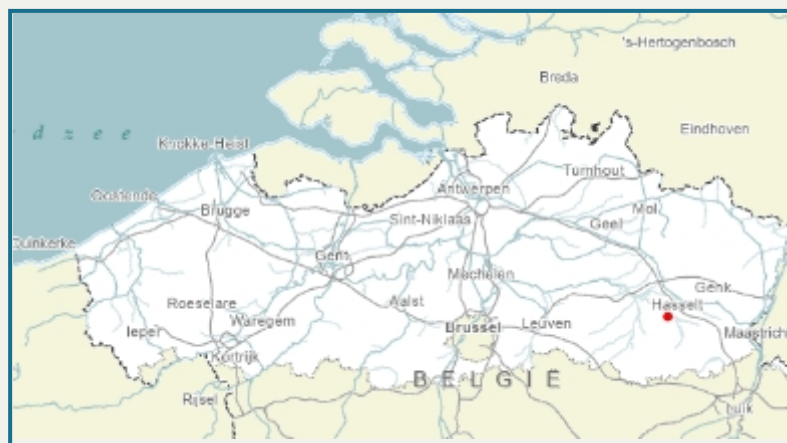 's-Hertogenbosch
Breda
d z e e
Eindhoven
Knokke-Heist
Turnhout
Antwerpen
Oostende
Mol
Brugge
Sint-Niklaas
Geel
Duinkerke
Gent
Mechelen
Genk
Roeselare
Aalst
Hasselt
Waregem
Ieper
Brussel
Leuven
Maastrich
Kortrijk
BELGIË
Rijsel
Luik